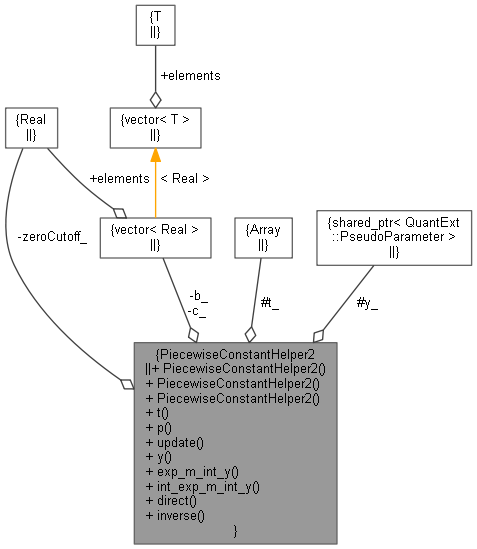 {T
||}
+elements
{Real
||}
{vector< T >
||}
+elements
< Real >
-zeroCutoff_
{vector< Real >
||}
{Array
||}
{shared_ptr< QuantExt
::PseudoParameter >
||}
-b_
-c_
#t_
#y_
{PiecewiseConstantHelper2
||+ PiecewiseConstantHelper2()
+ PiecewiseConstantHelper2()
+ PiecewiseConstantHelper2()
+ t()
+ p()
+ update()
+ y()
+ exp_m_int_y()
+ int_exp_m_int_y()
+ direct()
+ inverse()
}